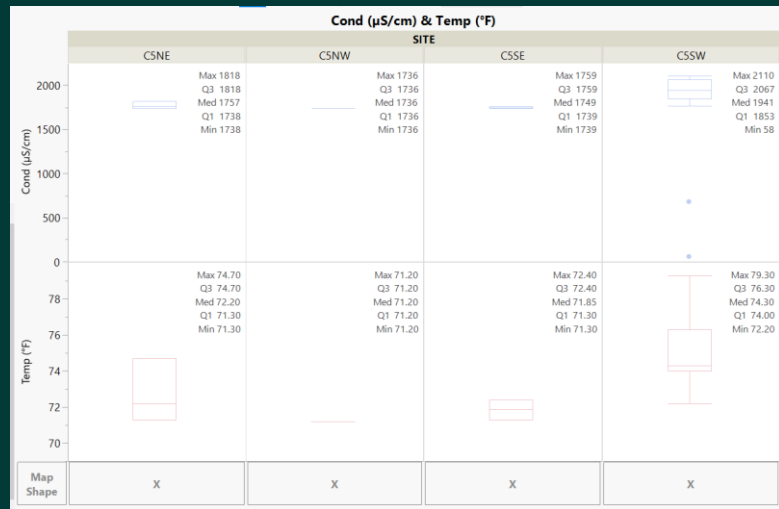 Cond (µS/cm) & Temp (°F)
SITE
C5NE C5NW C5SE C5SW
Cond (µS/cm)
2000
1500
1000
500
0
Max 1818
Q3 1818
Med 1757
Q1 1738
Min 1738
Max 1736
Q3 1736
Med 1736
Q1 1736
Min 1736
Max 1759
Q3 1759
Med 1749
Q1 1739
Min 1739
Max 2110
Q3 2067
Med 1941
Q1 1853
Min 58
Temp (°F)
78
76
74
72
70
Max 74.70
Q3 74.70
Med 72.20
Q1 71.30
Min 71.30
Max 71.20
Q3 71.20
Med 71.20
Q1 71.20
Min 71.20
Max 72.40
Q3 72.40
Med 71.85
Q1 71.30
Min 71.30
Max 79.30
Q3 76.30
Med 74.30
Q1 74.00
Min 72.20
Map
Shape
X X X X